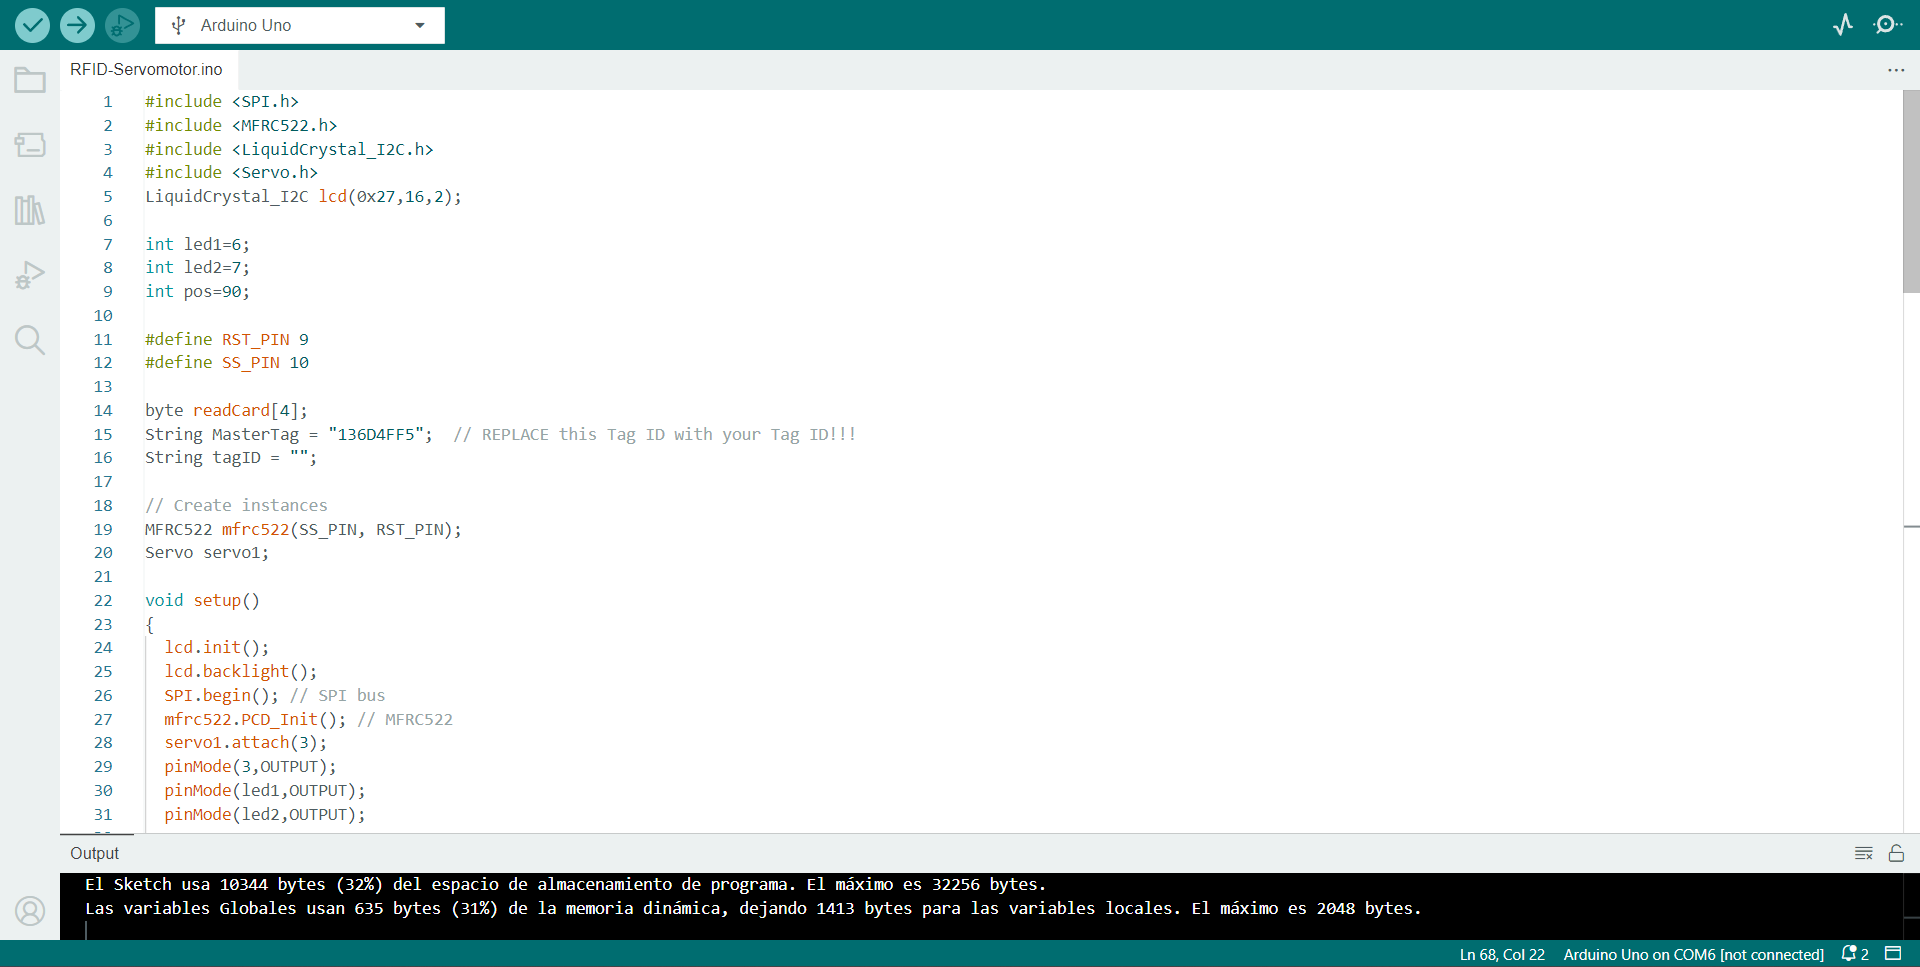 Arduino Uno
RFID-Servomotor.ino
1 #include <SPI.h>
2 #include <MFRC522.h>
3 #include <LiquidCrystal_I2C.h>
4 #include <Servo.h>
5 LiquidCrystal_I2C lcd(0x27,16,2);
6
7 int led1=6;
8 int led2=7;
9 int pos=90;
10
11 #define RST_PIN 9
12 #define SS_PIN 10
13
14 byte readCard[4];
15 String MasterTag = "136D4FF5";  // REPLACE this Tag ID with your Tag ID!!!
16 String tagID = "";
17
18 // Create instances
19 MFRC522 mfrc522(SS_PIN, RST_PIN);
20 Servo servo1;
21
22 void setup()
23 {
24   lcd.init();
25   lcd.backlight();
26   SPI.begin(); // SPI bus
27   mfrc522.PCD_Init(); // MFRC522
28   servo1.attach(3);
29   pinMode(3,OUTPUT);
30   pinMode(led1,OUTPUT);
31   pinMode(led2,OUTPUT);
Output
El Sketch usa 10344 bytes (32%) del espacio de almacenamiento de programa. El máximo es 32256 bytes.
Las variables Globales usan 635 bytes (31%) de la memoria dinámica, dejando 1413 bytes para las variables locales. El máximo es 2048 bytes.
Ln 68, Col 22 Arduino Uno on COM6 [not connected] 2